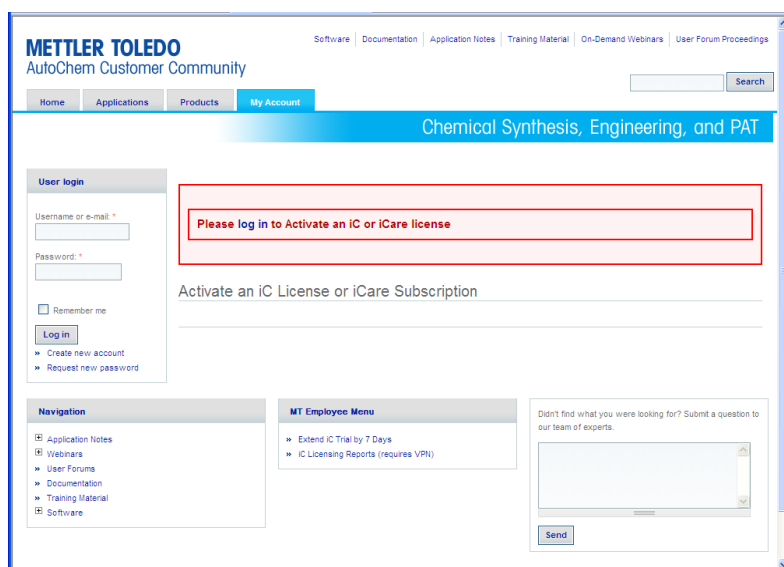 METTLER TOLEDO
AutoChem Customer Community
Software Documentation Application Notes Training Material On-Demand Webinars User Forum Proceedings
Search
Home Applications Products My Account
Chemical Synthesis, Engineering, and PAT
User login
Username or e-mail: *
Password: *
Remember me
Log in
» Create new account
» Request new password
Please log in to Activate an iC or iCare license
Activate an iC License or iCare Subscription
Navigation
Application Notes
Webinars
» User Forums
» Documentation
» Training Material
Software
MT Employee Menu
» Extend iC Trial by 7 Days
» iC Licensing Reports (requires VPN)
Didn't find what you were looking for? Submit a question to
our team of experts.
Send